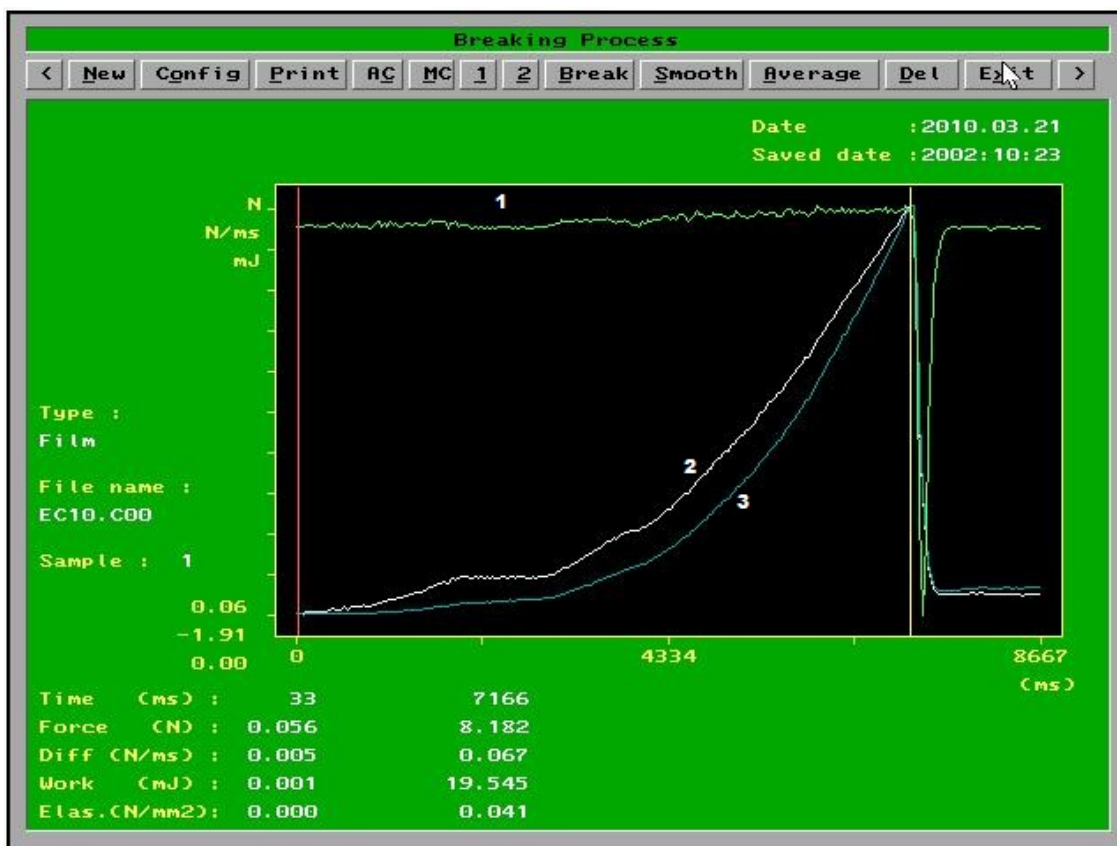 Breaking Process
< New Config Print AC MC 1 2 Break Smooth Average Del Exit >
Date :2010.03.21
Saved date :2002:10:23
N
N/ms
mJ
1
2
3
Type :
Film
File name :
EC10.C00
Sample : 1
0.06
-1.91
0.00
0 4334 8667
(ms)
Time (ms) : 33 7166
Force (N) : 0.056 8.182
Diff (N/ms) : 0.005 0.067
Work (mJ) : 0.001 19.545
Elas.(N/mm2): 0.000 0.041